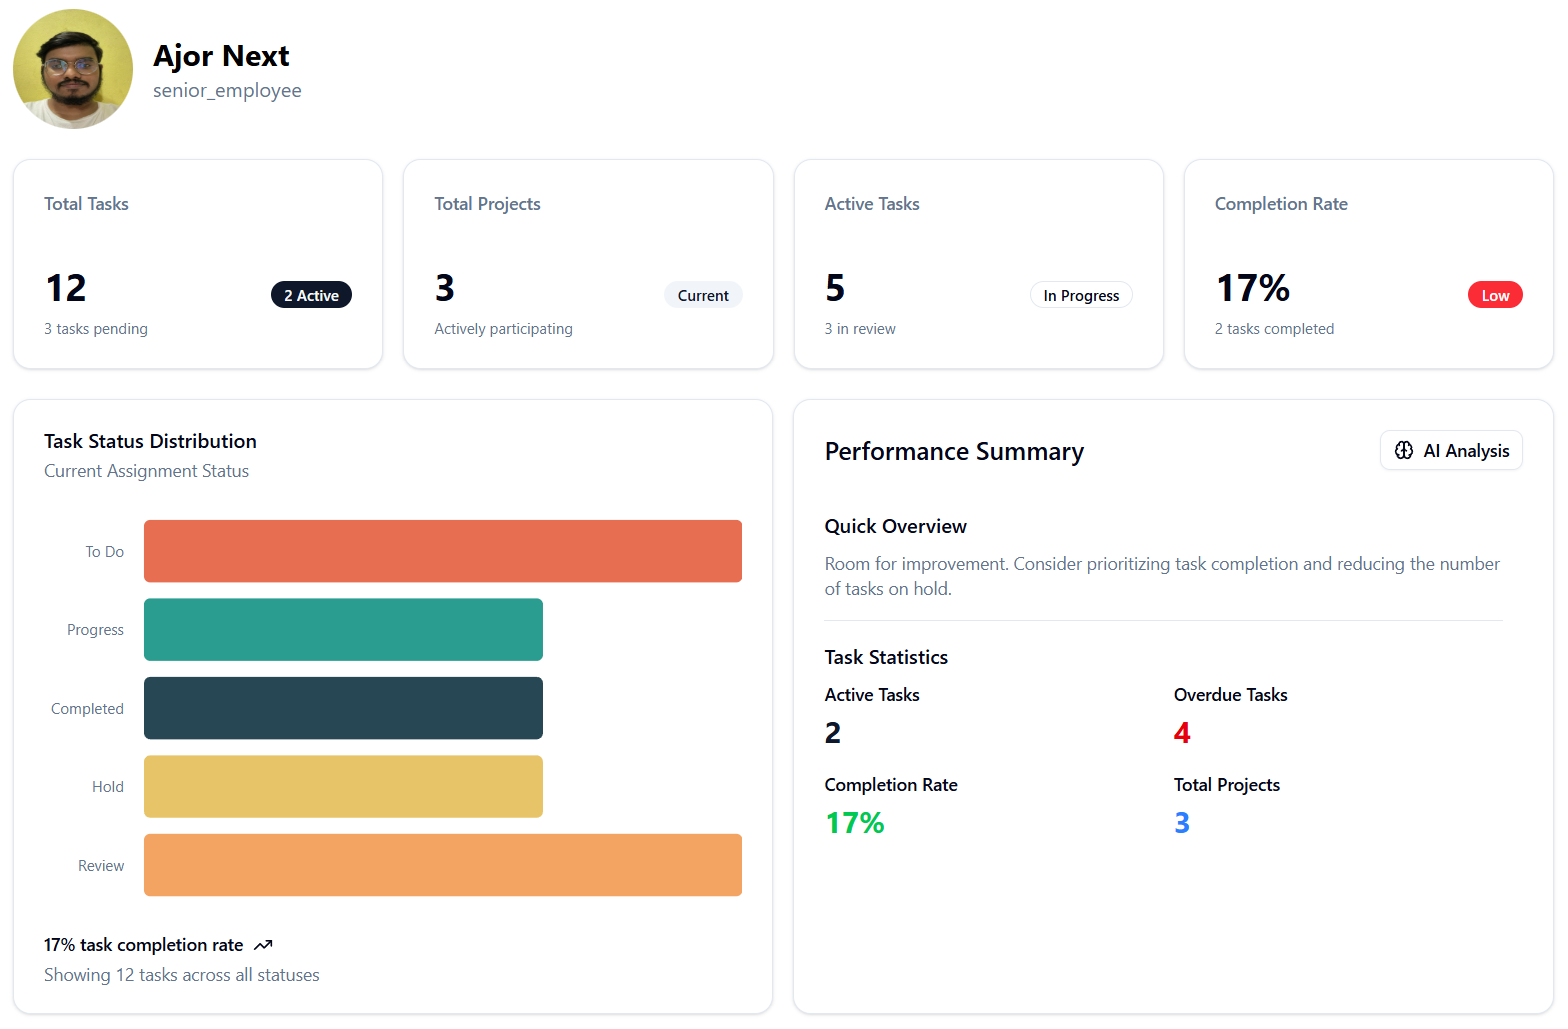 Ajor Next
senior_employee
Total Tasks
12
2 Active
3 tasks pending
Total Projects
3
Current
Actively participating
Active Tasks
5
In Progress
3 in review
Completion Rate
17%
Low
2 tasks completed
Task Status Distribution
Current Assignment Status
To Do
Progress
Completed
Hold
Review
17% task completion rate
Showing 12 tasks across all statuses
Performance Summary
AI Analysis
Quick Overview
Room for improvement. Consider prioritizing task completion and reducing the number
of tasks on hold.
Task Statistics
Active Tasks
2
Overdue Tasks
4
Completion Rate
17%
Total Projects
3